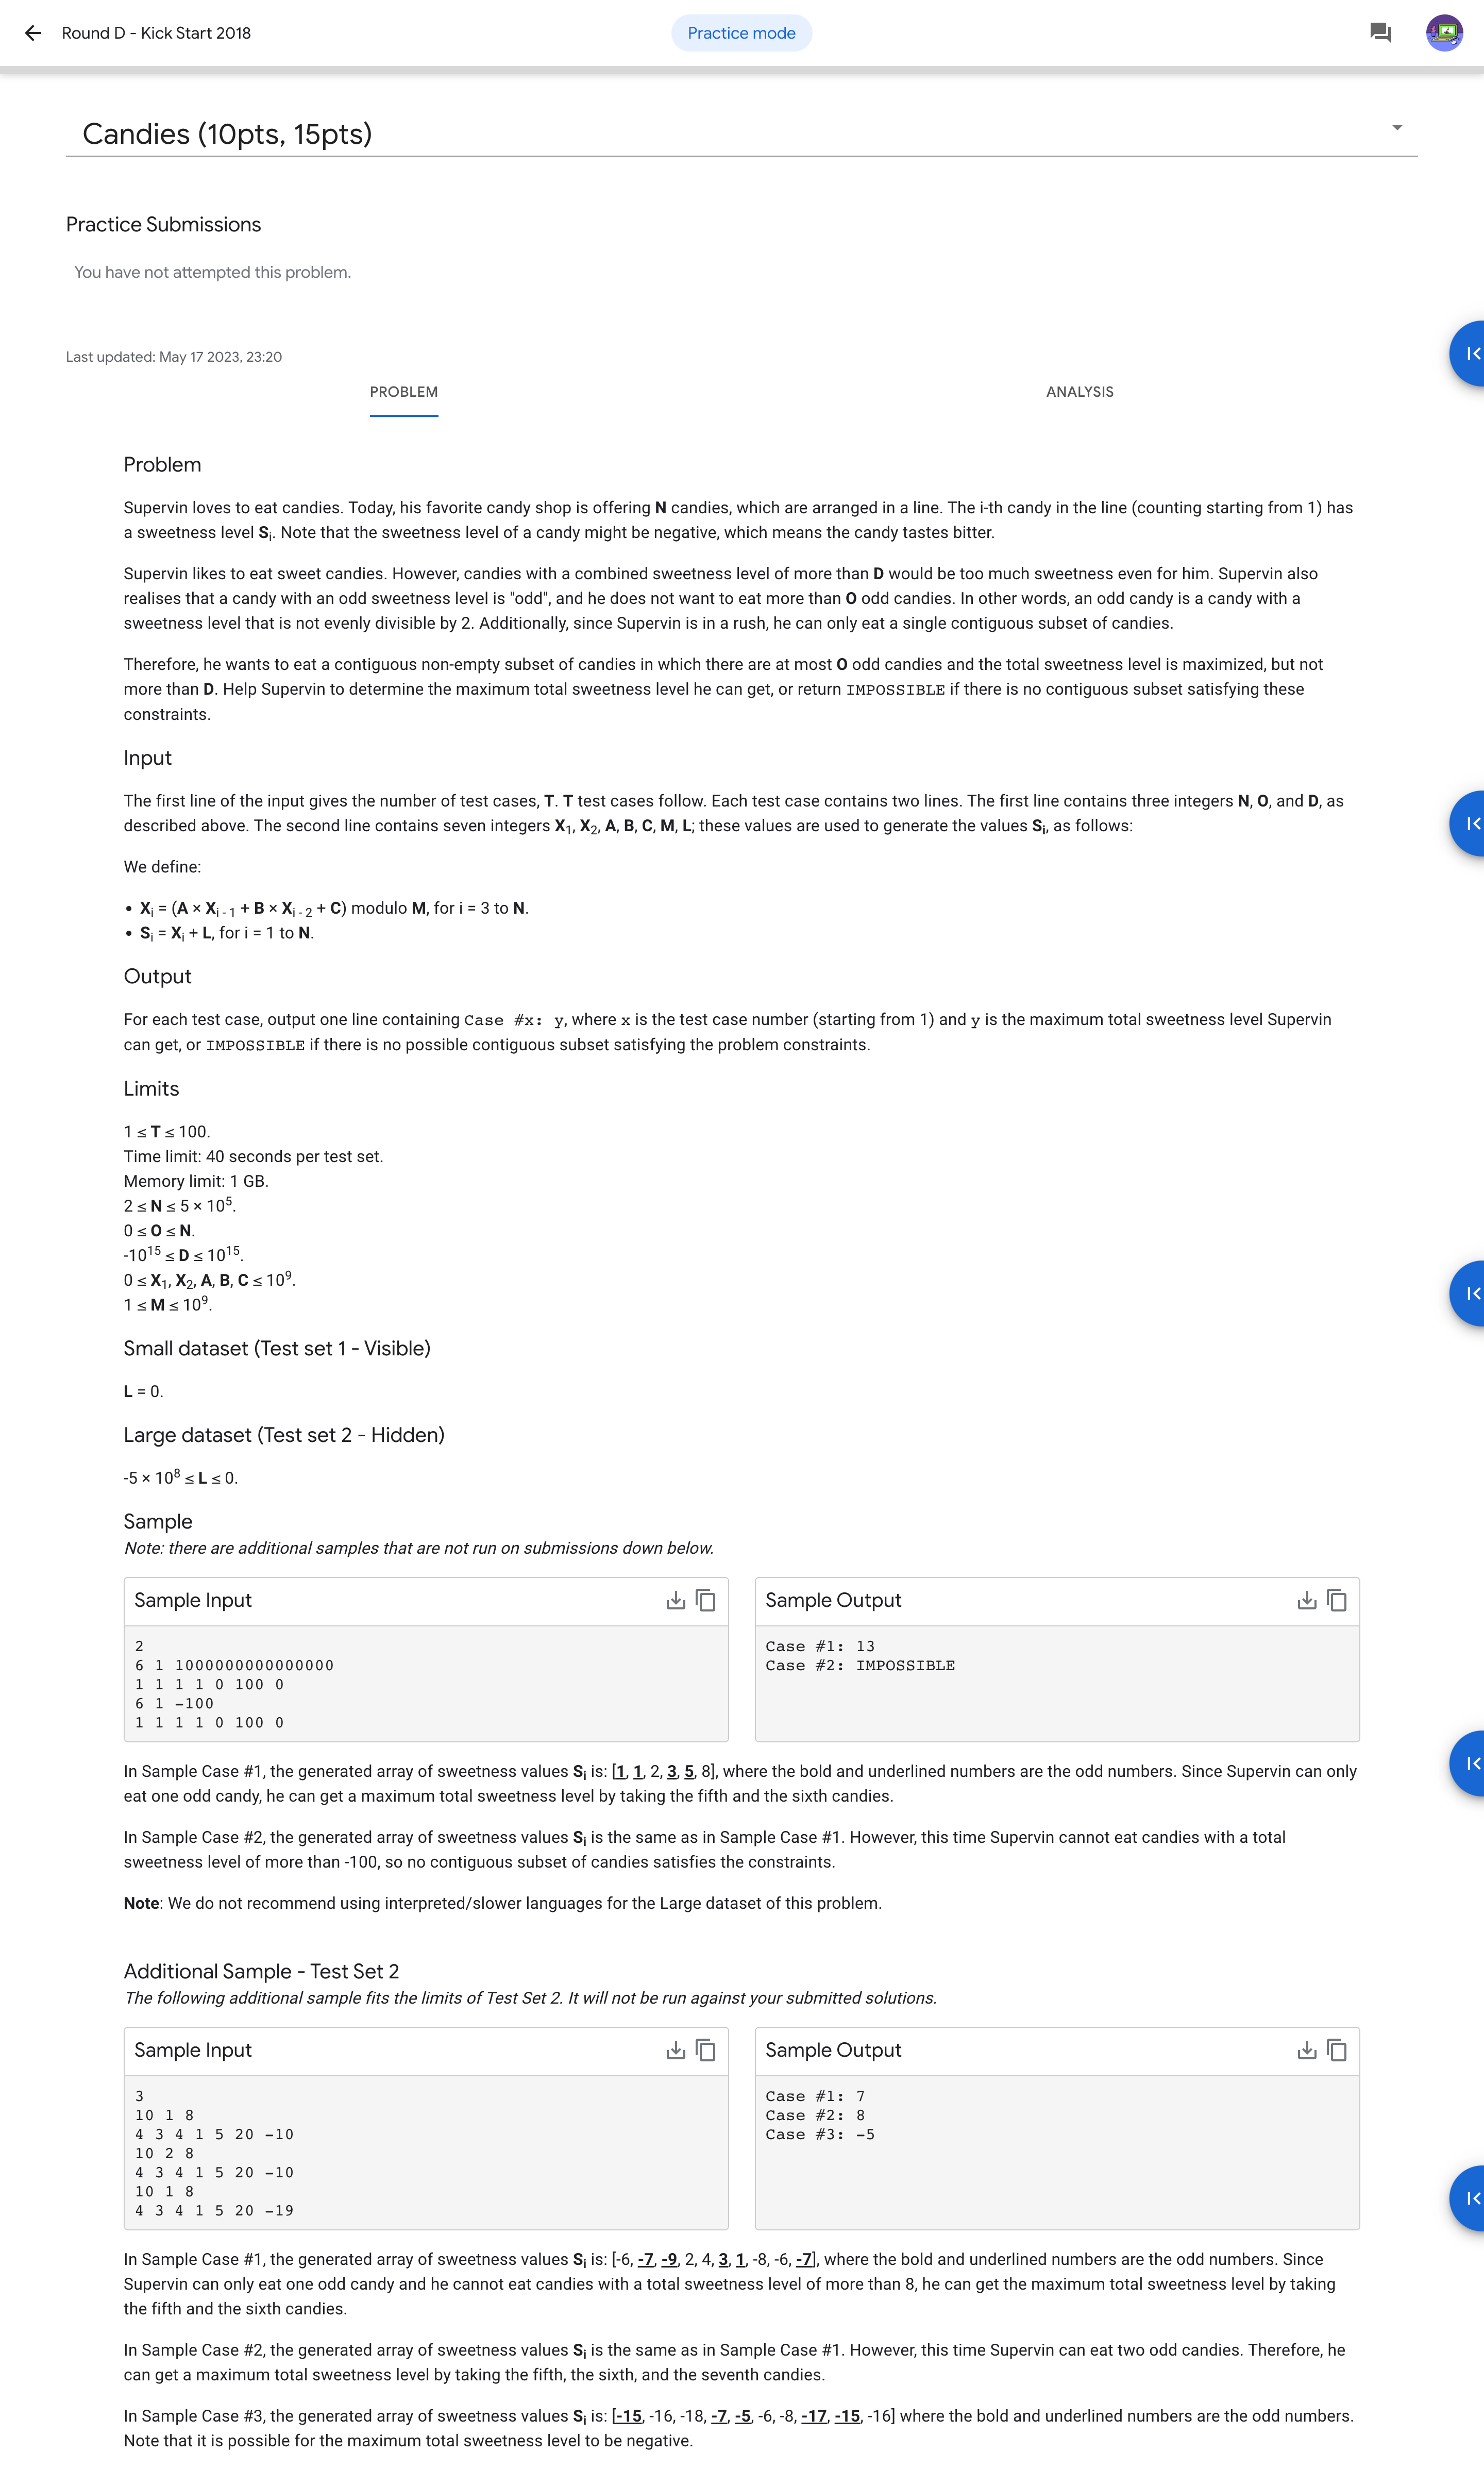 Round D - Kick Start 2018
Practice mode
Candies (10pts, 15pts)
Practice Submissions
You have not attempted this problem.
Last updated: May 17 2023, 23:20
PROBLEM
ANALYSIS
Problem
Supervin loves to eat candies. Today, his favorite candy shop is offering N candies, which are arranged in a line. The i-th candy in the line (counting starting from 1) has
a sweetness level Si. Note that the sweetness level of a candy might be negative, which means the candy tastes bitter.
Supervin likes to eat sweet candies. However, candies with a combined sweetness level of more than D would be too much sweetness even for him. Supervin also
realises that a candy with an odd sweetness level is "odd", and he does not want to eat more than O odd candies. In other words, an odd candy is a candy with a
sweetness level that is not evenly divisible by 2. Additionally, since Supervin is in a rush, he can only eat a single contiguous subset of candies.
Therefore, he wants to eat a contiguous non-empty subset of candies in which there are at most O odd candies and the total sweetness level is maximized, but not
more than D. Help Supervin to determine the maximum total sweetness level he can get, or return IMPOSSIBLE if there is no contiguous subset satisfying these
constraints.
Input
The first line of the input gives the number of test cases, T. T test cases follow. Each test case contains two lines. The first line contains three integers N, O, and D, as
described above. The second line contains seven integers X1, X2, A, B, C, M, L; these values are used to generate the values Si, as follows:
We define:
• Xi = (A × Xi - 1 + B × Xi - 2 + C) modulo M, for i = 3 to N.
• Si = Xi + L, for i = 1 to N.
Output
For each test case, output one line containing Case #x: y, where x is the test case number (starting from 1) and y is the maximum total sweetness level Supervin
can get, or IMPOSSIBLE if there is no possible contiguous subset satisfying the problem constraints.
Limits
1 ≤ T ≤ 100.
Time limit: 40 seconds per test set.
Memory limit: 1 GB.
2 ≤ N ≤ 5 × 10^5.
0 ≤ O ≤ N.
-10^15 ≤ D ≤ 10^15.
0 ≤ X1, X2, A, B, C ≤ 10^9.
1 ≤ M ≤ 10^9.
Small dataset (Test set 1 - Visible)
L = 0.
Large dataset (Test set 2 - Hidden)
-5 × 10^8 ≤ L ≤ 0.
Sample
Note: there are additional samples that are not run on submissions down below.
Sample Input
2
6 1 1000000000000000
1 1 1 1 0 100 0
6 1 -100
1 1 1 1 0 100 0
Sample Output
Case #1: 13
Case #2: IMPOSSIBLE
In Sample Case #1, the generated array of sweetness values Si is: [1, 1, 2, 3, 5, 8], where the bold and underlined numbers are the odd numbers. Since Supervin can only
eat one odd candy, he can get a maximum total sweetness level by taking the fifth and the sixth candies.
In Sample Case #2, the generated array of sweetness values Si is the same as in Sample Case #1. However, this time Supervin cannot eat candies with a total
sweetness level of more than -100, so no contiguous subset of candies satisfies the constraints.
Note: We do not recommend using interpreted/slower languages for the Large dataset of this problem.
Additional Sample - Test Set 2
The following additional sample fits the limits of Test Set 2. It will not be run against your submitted solutions.
Sample Input
3
10 1 8
4 3 4 1 5 20 -10
10 2 8
4 3 4 1 5 20 -10
10 1 8
4 3 4 1 5 20 -19
Sample Output
Case #1: 7
Case #2: 8
Case #3: -5
In Sample Case #1, the generated array of sweetness values Si is: [-6, -7, -9, 2, 4, 3, 1, -8, -6, -7], where the bold and underlined numbers are the odd numbers. Since
Supervin can only eat one odd candy and he cannot eat candies with a total sweetness level of more than 8, he can get the maximum total sweetness level by taking
the fifth and the sixth candies.
In Sample Case #2, the generated array of sweetness values Si is the same as in Sample Case #1. However, this time Supervin can eat two odd candies. Therefore, he
can get a maximum total sweetness level by taking the fifth, the sixth, and the seventh candies.
In Sample Case #3, the generated array of sweetness values Si is: [-15, -16, -18, -7, -5, -6, -8, -17, -15, -16] where the bold and underlined numbers are the odd numbers.
Note that it is possible for the maximum total sweetness level to be negative.